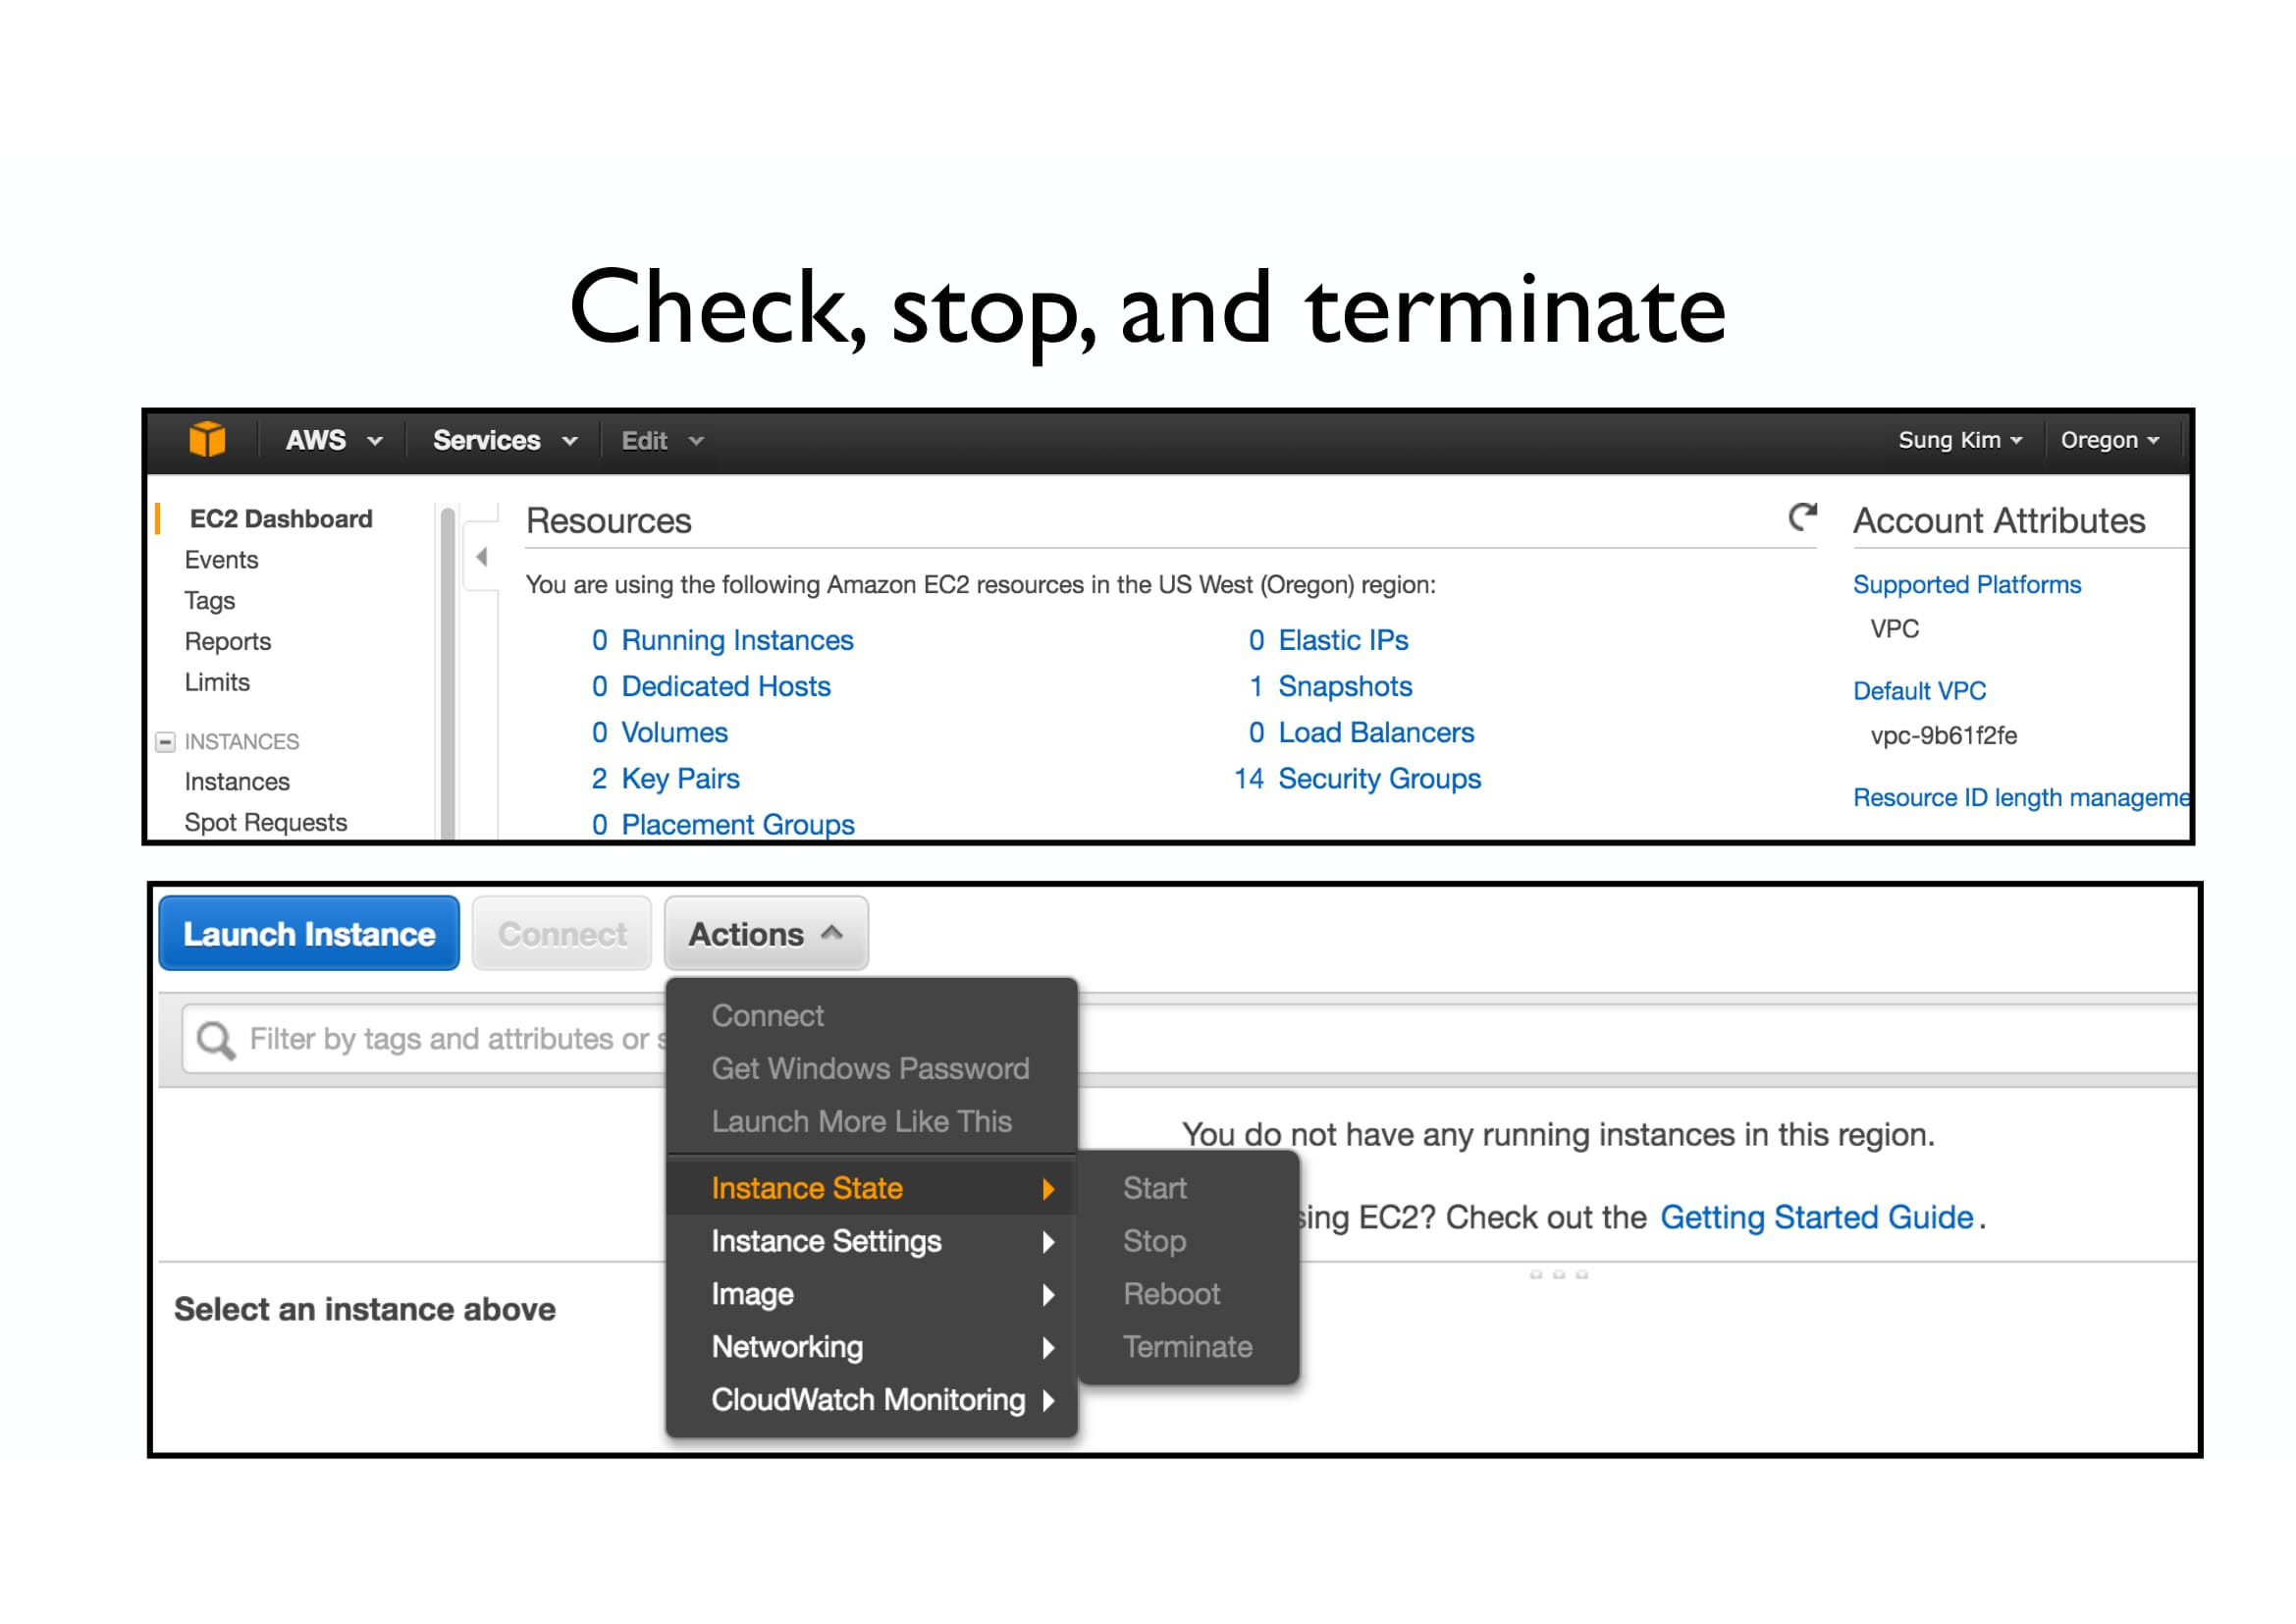 Check, stop, and terminate
AWS Services Edit Sung Kim Oregon
EC2 Dashboard
Events
Tags
Reports
Limits
INSTANCES
Instances
Spot Requests
Resources
You are using the following Amazon EC2 resources in the US West (Oregon) region:
0 Running Instances
0 Dedicated Hosts
0 Volumes
2 Key Pairs
0 Placement Groups
0 Elastic IPs
1 Snapshots
0 Load Balancers
14 Security Groups
Account Attributes
Supported Platforms
VPC
Default VPC
vpc-9b61f2fe
Resource ID length manageme
Launch Instance Connect Actions
Filter by tags and attributes or s
Connect
Get Windows Password
Launch More Like This
Instance State
Instance Settings
Image
Networking
CloudWatch Monitoring
Start
Stop
Reboot
Terminate
You do not have any running instances in this region.
sing EC2? Check out the Getting Started Guide.
Select an instance above